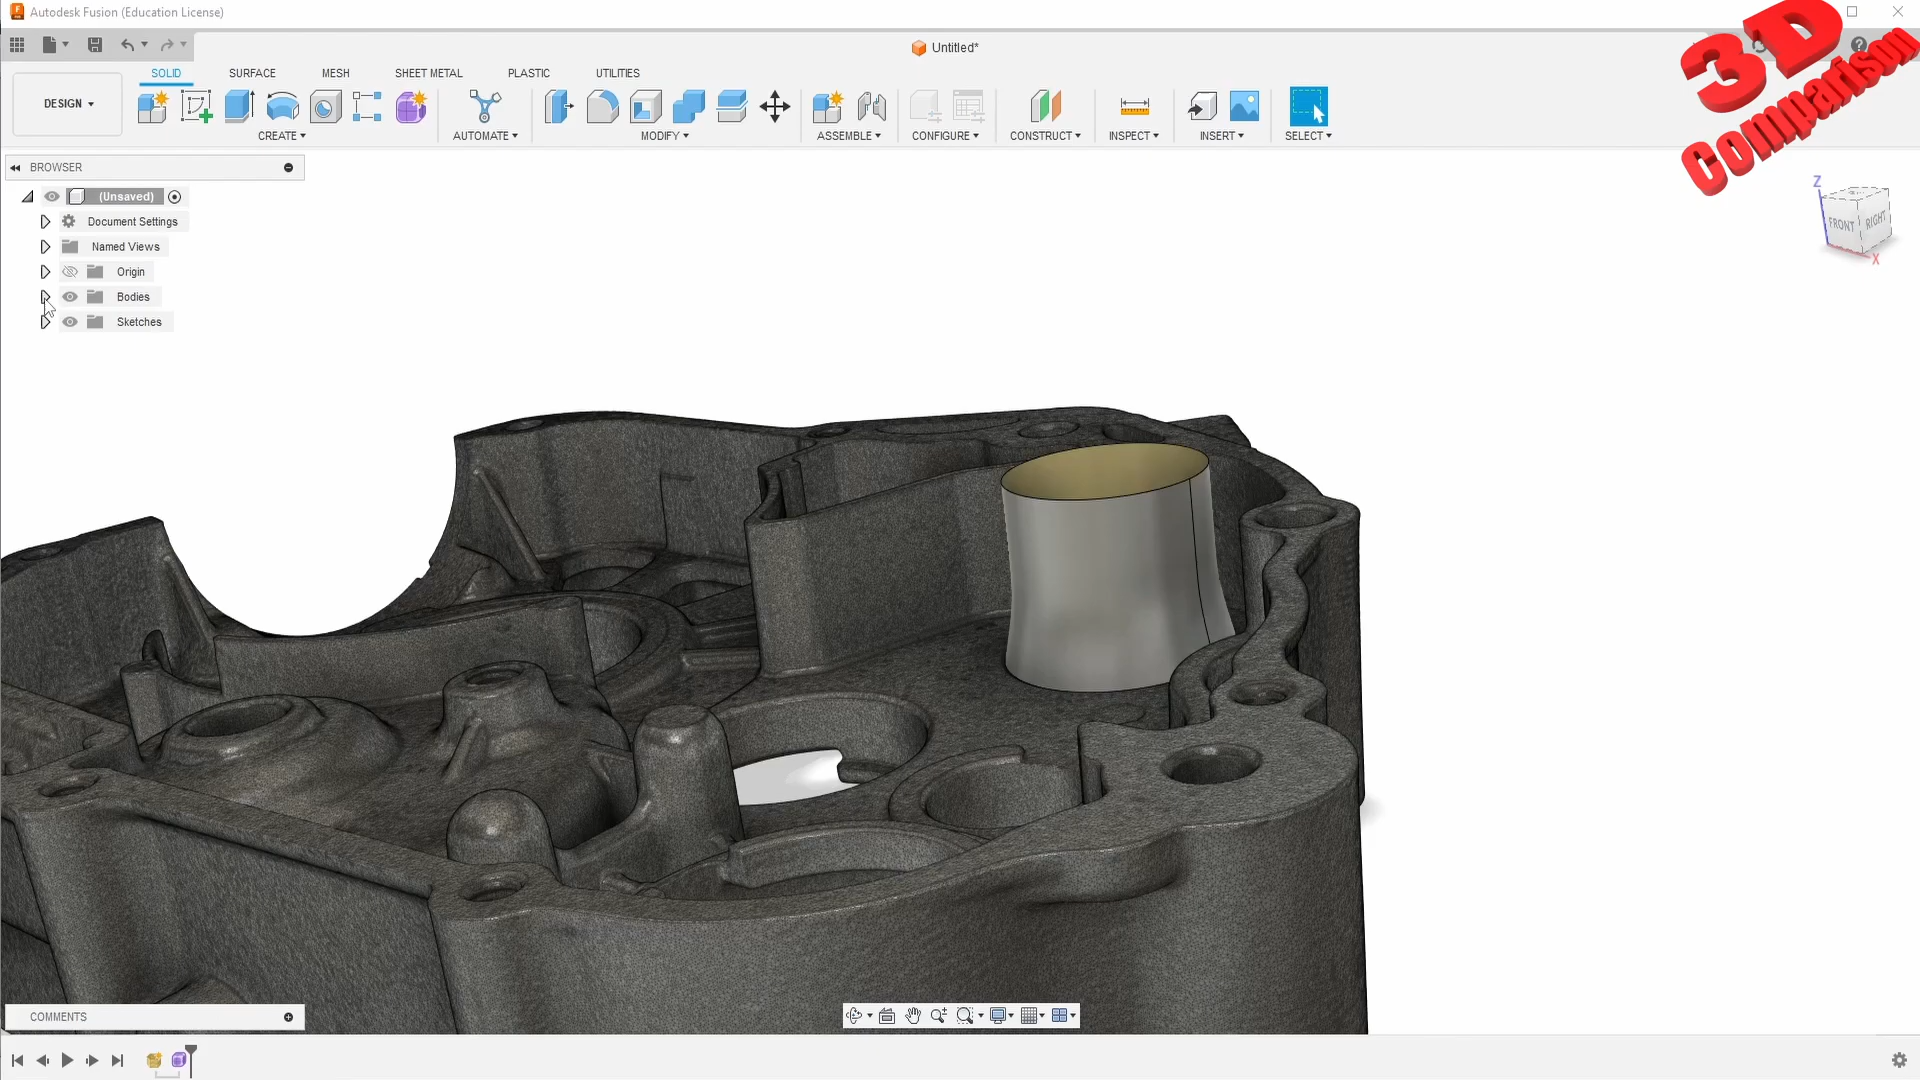 Autodesk Fusion (Education License)
Untitled*
3D
Comparison
DESIGN
SOLID
SURFACE
MESH
SHEET METAL
PLASTIC
UTILITIES
CREATE
AUTOMATE
MODIFY
ASSEMBLE
CONFIGURE
CONSTRUCT
INSPECT
INSERT
SELECT
BROWSER
(Unsaved)
Document Settings
Named Views
Origin
Bodies
Sketches
Z
FRONT
RIGHT
X
COMMENTS